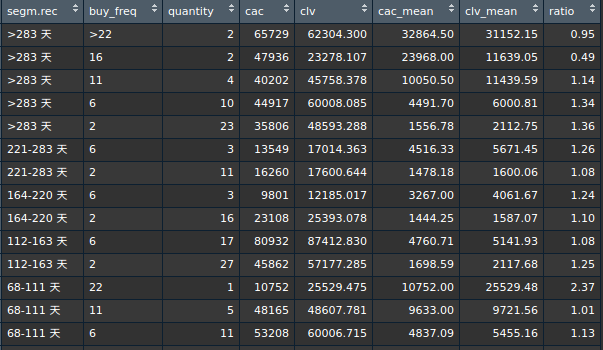 segm.rec buy_freq quantity cac clv cac_mean clv_mean ratio
>283 天 >22 2 65729 62304.300 32864.50 31152.15 0.95
>283 天 16 2 47936 23278.107 23968.00 11639.05 0.49
>283 天 11 4 40202 45758.378 10050.50 11439.59 1.14
>283 天 6 10 44917 60008.085 4491.70 6000.81 1.34
>283 天 2 23 35806 48593.288 1556.78 2112.75 1.36
221-283 天 6 3 13549 17014.363 4516.33 5671.45 1.26
221-283 天 2 11 16260 17600.644 1478.18 1600.06 1.08
164-220 天 6 3 9801 12185.017 3267.00 4061.67 1.24
164-220 天 2 16 23108 25393.078 1444.25 1587.07 1.10
112-163 天 6 17 80932 87412.830 4760.71 5141.93 1.08
112-163 天 2 27 45862 57177.285 1698.59 2117.68 1.25
68-111 天 22 1 10752 25529.475 10752.00 25529.48 2.37
68-111 天 11 5 48165 48607.781 9633.00 9721.56 1.01
68-111 天 6 11 53208 60006.715 4837.09 5455.16 1.13